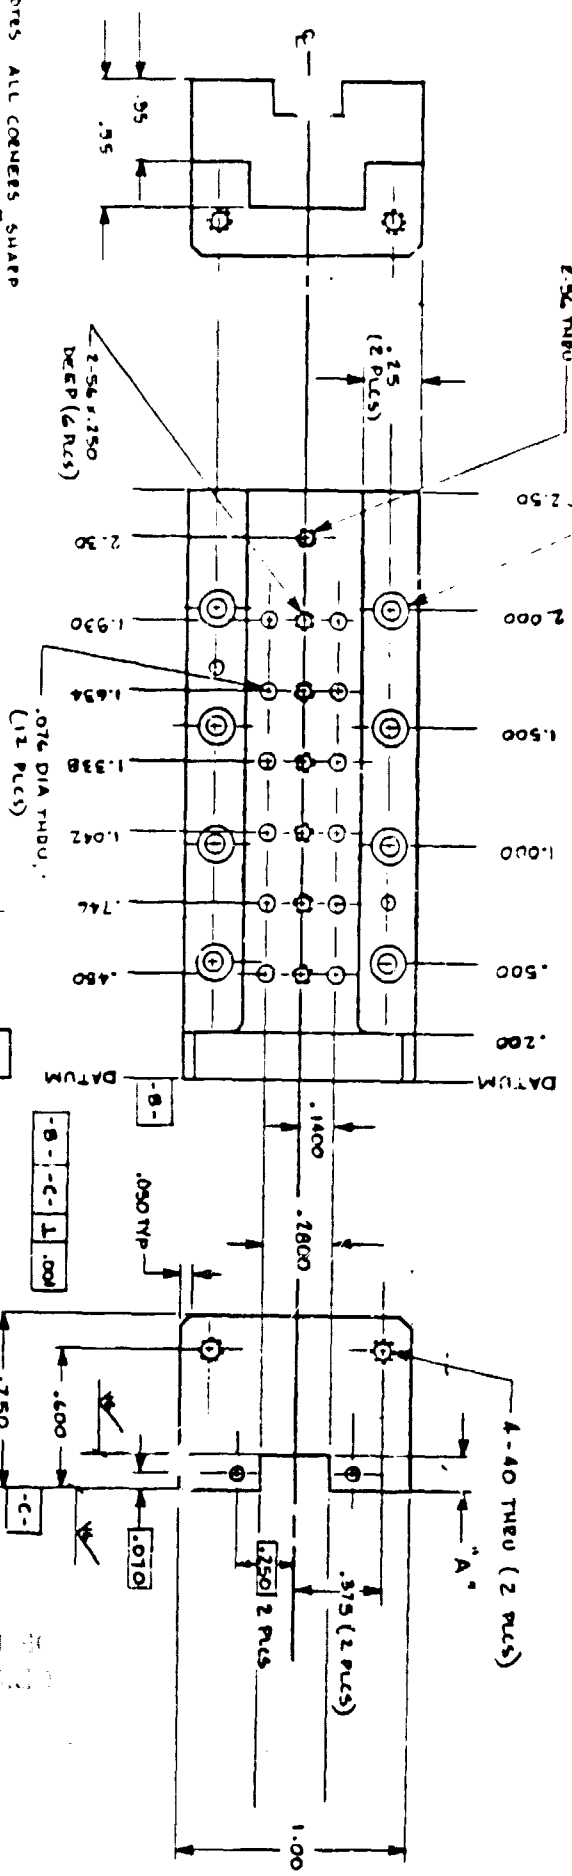 NOTES ALL CORNERS SHARP
℄
.35
.55
2-56 THRU
.25
(2 PLCS)
2-56 x .250
DEEP (6 PLCS)
2.50
2.000
1.500
1.000
.500
.200
DATUM
2.30
1.930
1.634
1.338
1.042
.746
.450
DATUM
.076 DIA THRU,
(12 PLCS)
-B-
-B- -C- ⊥ .001
.1400
.2800
.050 TYP
4-40 THRU (2 PLCS)
"A"
.375 (2 PLCS)
.250 2 PLCS
.070
.600
.750
-C-
1.00